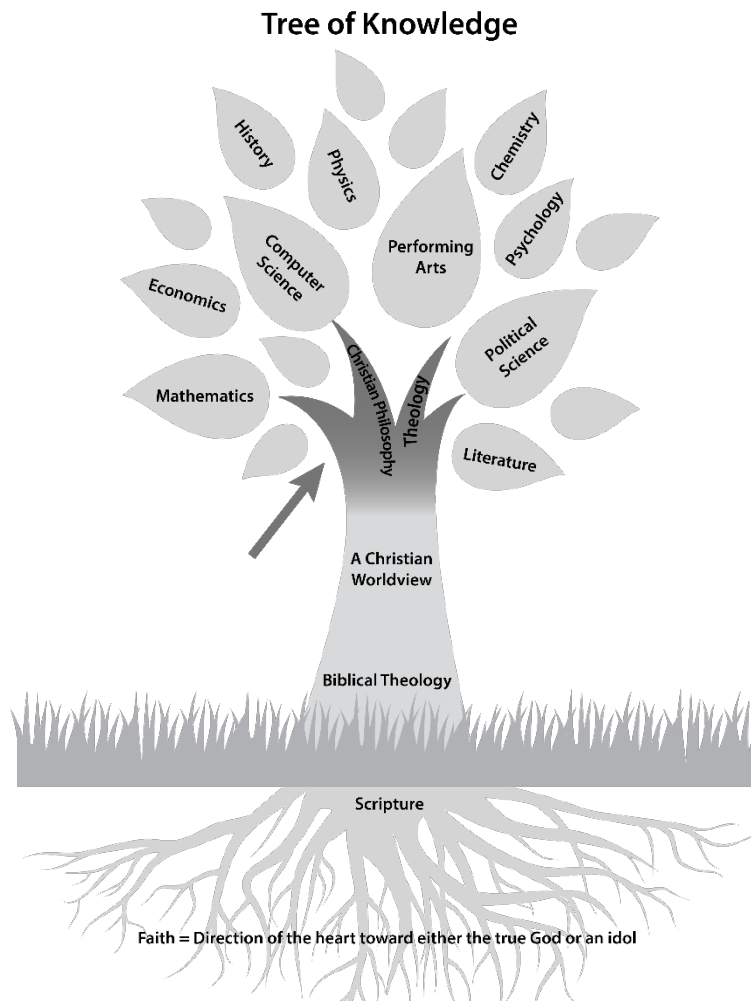 Tree of Knowledge
History
Physics
Chemistry
Psychology
Computer
Science
Performing
Arts
Economics
Political
Science
Mathematics
Christian Philosophy
Theology
Literature
A Christian
Worldview
Biblical Theology
Scripture
Faith = Direction of the heart toward either the true God or an idol